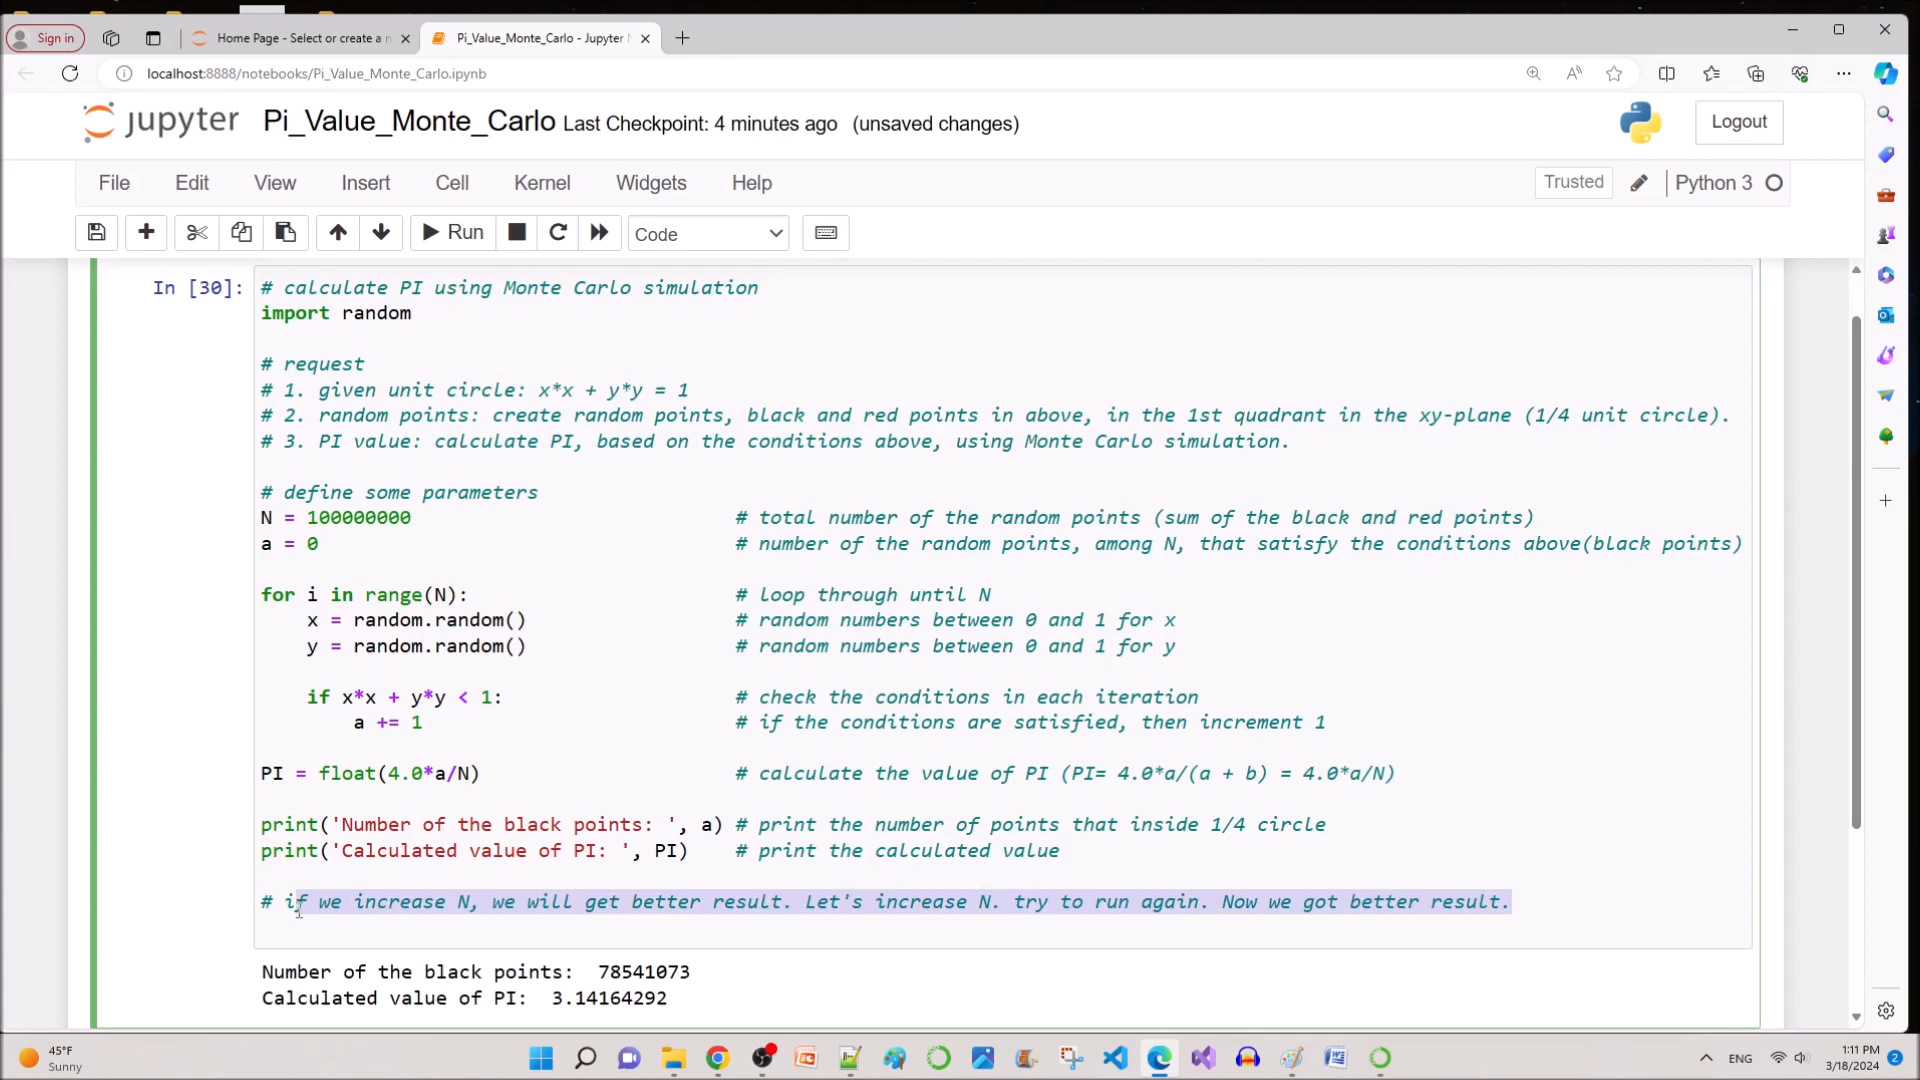 Sign in
Home Page - Select or create a n
Pi_Value_Monte_Carlo - Jupyter N
localhost:8888/notebooks/Pi_Value_Monte_Carlo.ipynb
jupyter Pi_Value_Monte_Carlo Last Checkpoint: 4 minutes ago (unsaved changes)
Logout
File Edit View Insert Cell Kernel Widgets Help
Trusted
Python 3
Run
Code
In [30]: # calculate PI using Monte Carlo simulation
import random
# request
# 1. given unit circle: x*x + y*y = 1
# 2. random points: create random points, black and red points in above, in the 1st quadrant in the xy-plane (1/4 unit circle).
# 3. PI value: calculate PI, based on the conditions above, using Monte Carlo simulation.
# define some parameters
N = 100000000 # total number of the random points (sum of the black and red points)
a = 0 # number of the random points, among N, that satisfy the conditions above(black points)
for i in range(N): # loop through until N
x = random.random() # random numbers between 0 and 1 for x
y = random.random() # random numbers between 0 and 1 for y
if x*x + y*y < 1: # check the conditions in each iteration
a += 1 # if the conditions are satisfied, then increment 1
PI = float(4.0*a/N) # calculate the value of PI (PI= 4.0*a/(a + b) = 4.0*a/N)
print('Number of the black points: ', a) # print the number of points that inside 1/4 circle
print('Calculated value of PI: ', PI) # print the calculated value
# if we increase N, we will get better result. Let's increase N. try to run again. Now we got better result.
Number of the black points:  78541073
Calculated value of PI:  3.14164292
45°F
Sunny
ENG
1:11 PM
3/18/2024
2